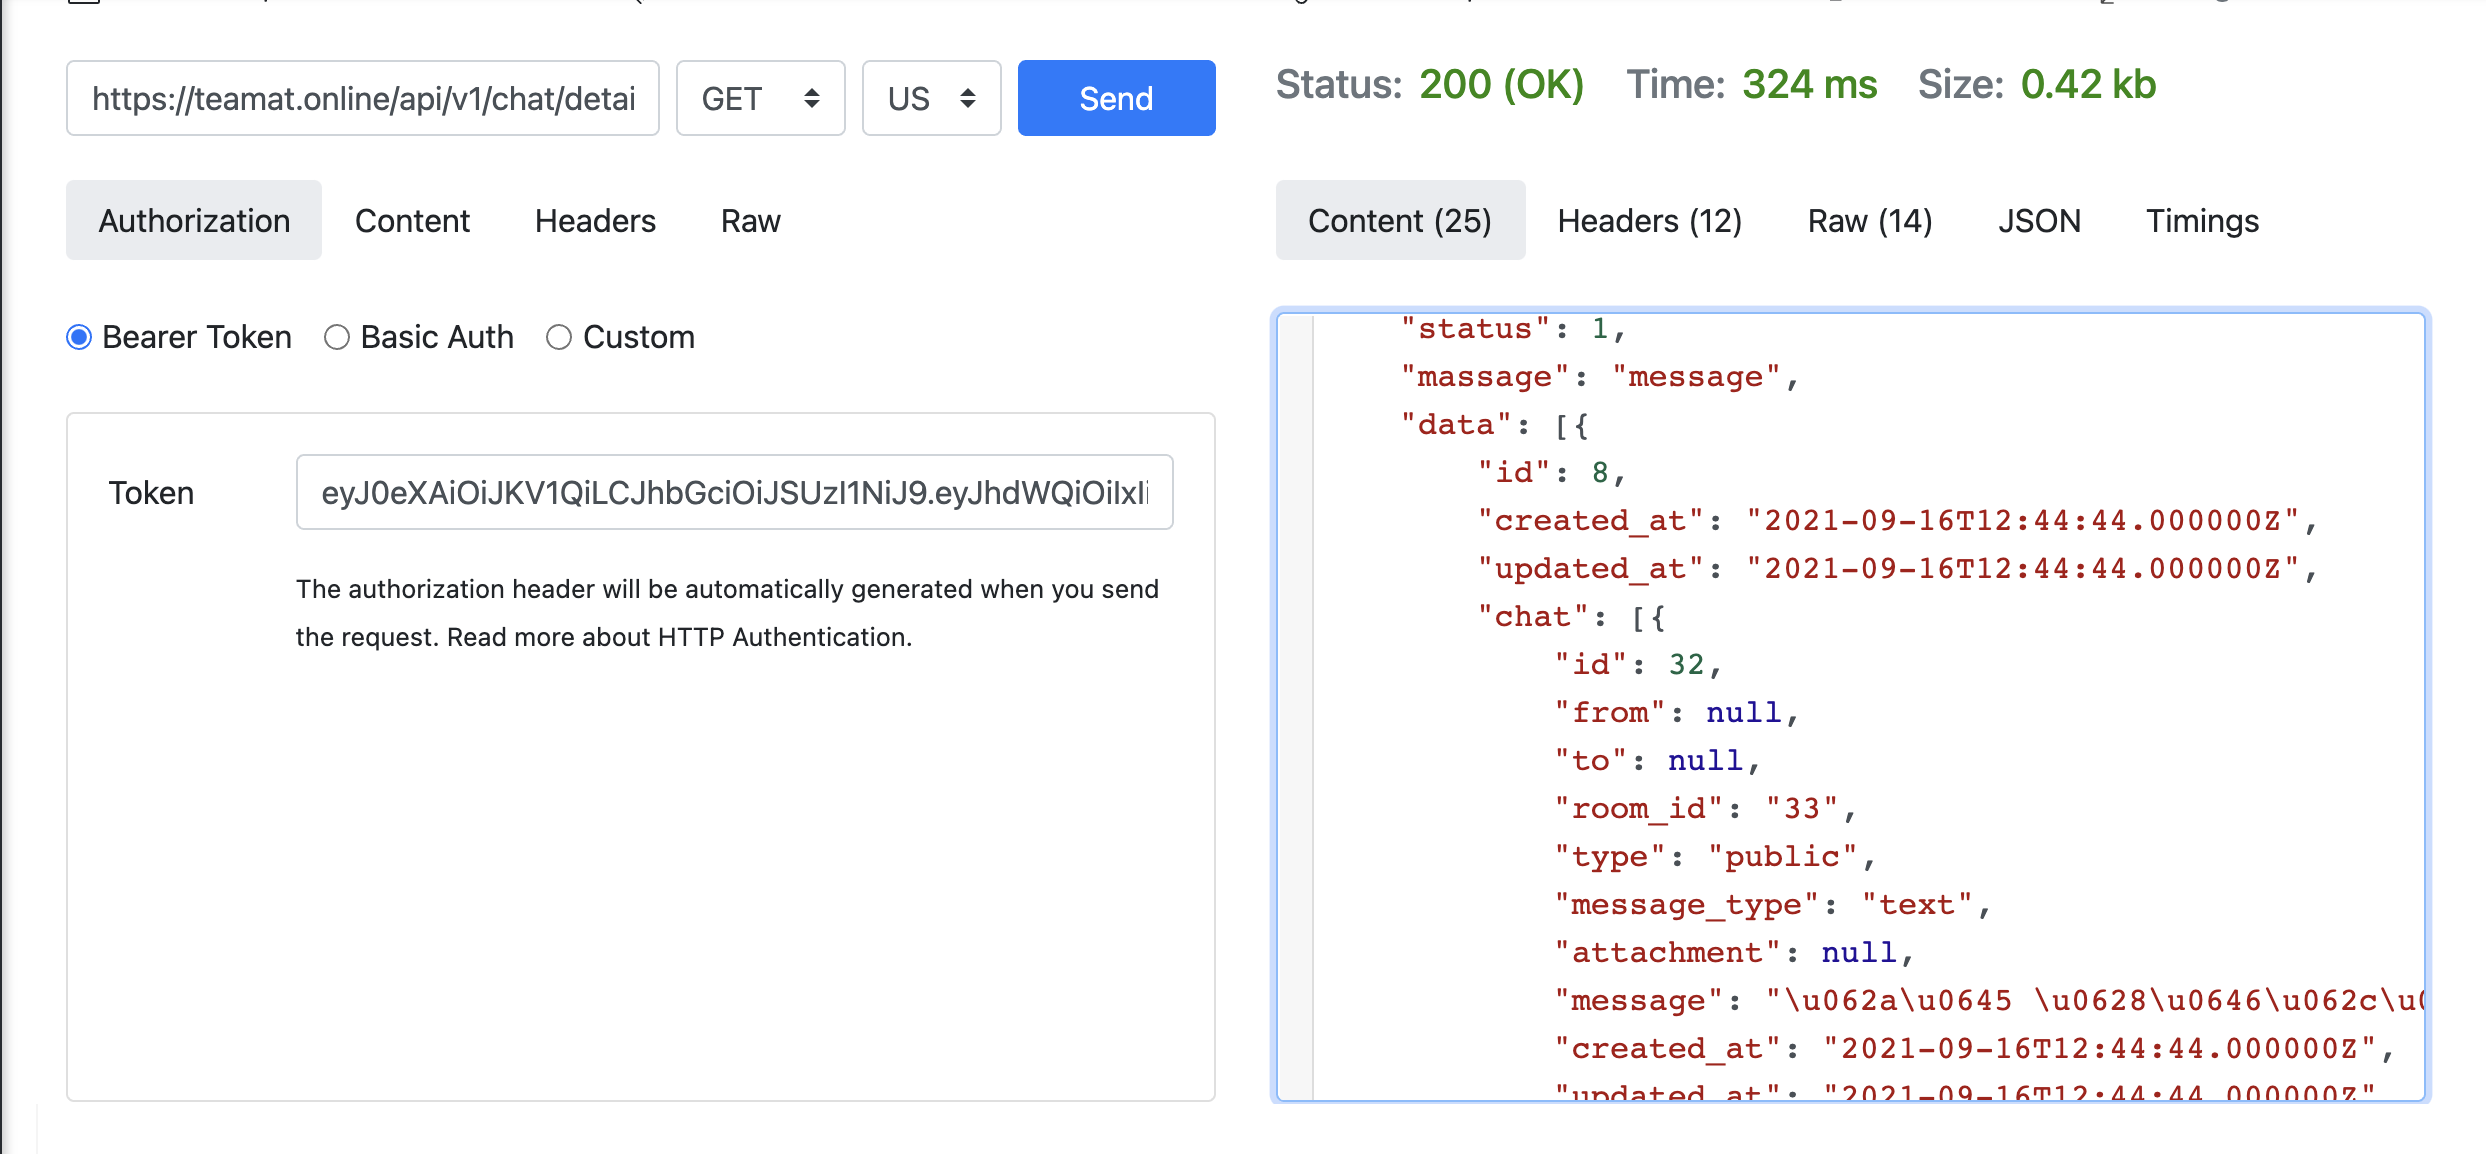 https://teamat.online/api/v1/chat/detai
GET
US
Send
Status: 200 (OK) Time: 324 ms Size: 0.42 kb
Authorization
Content
Headers
Raw
Content (25)
Headers (12)
Raw (14)
JSON
Timings
Bearer Token
Basic Auth
Custom
Token
eyJ0eXAiOiJKV1QiLCJhbGciOiJSUzI1NiJ9.eyJhdWQiOiIxIi
The authorization header will be automatically generated when you send
the request. Read more about HTTP Authentication.
"status": 1,
"massage": "message",
"data": [{
"id": 8,
"created_at": "2021-09-16T12:44:44.000000Z",
"updated_at": "2021-09-16T12:44:44.000000Z",
"chat": [{
"id": 32,
"from": null,
"to": null,
"room_id": "33",
"type": "public",
"message_type": "text",
"attachment": null,
"message": "\u062a\u0645 \u0628\u0646\u062c\u0
"created_at": "2021-09-16T12:44:44.000000Z",
"updated_at": "2021-09-16T12:44:44.000000Z"